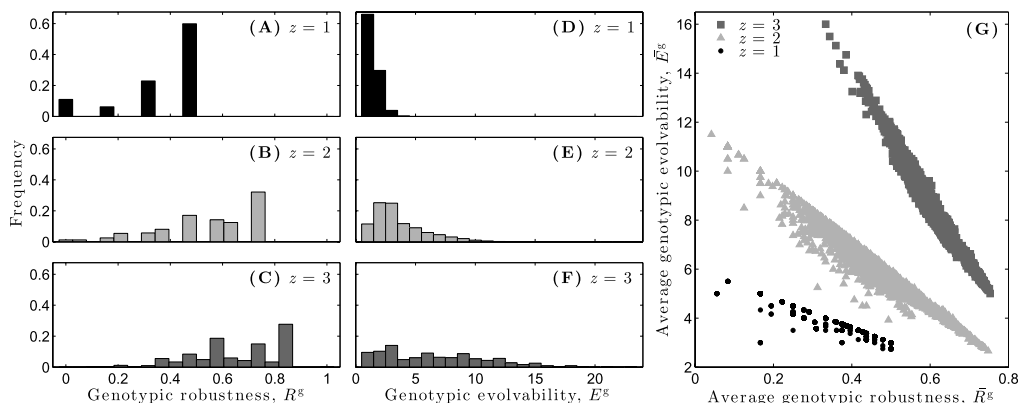 (A) z = 1
0.6
0.4
0.2
0
(B) z = 2
0.6
0.4
0.2
0
(C) z = 3
0.6
0.4
0.2
0
Frequency
0 0.2 0.4 0.6 0.8 1
Genotypic robustness, R^g
(D) z = 1
(E) z = 2
(F) z = 3
0 5 10 15 20
Genotypic evolvability, E^g
(G)
z = 3
z = 2
z = 1
16
14
12
10
8
6
4
2
Average genotypic evolvability, Ē^g
0 0.2 0.4 0.6 0.8
Average genotypic robustness, R̄^g